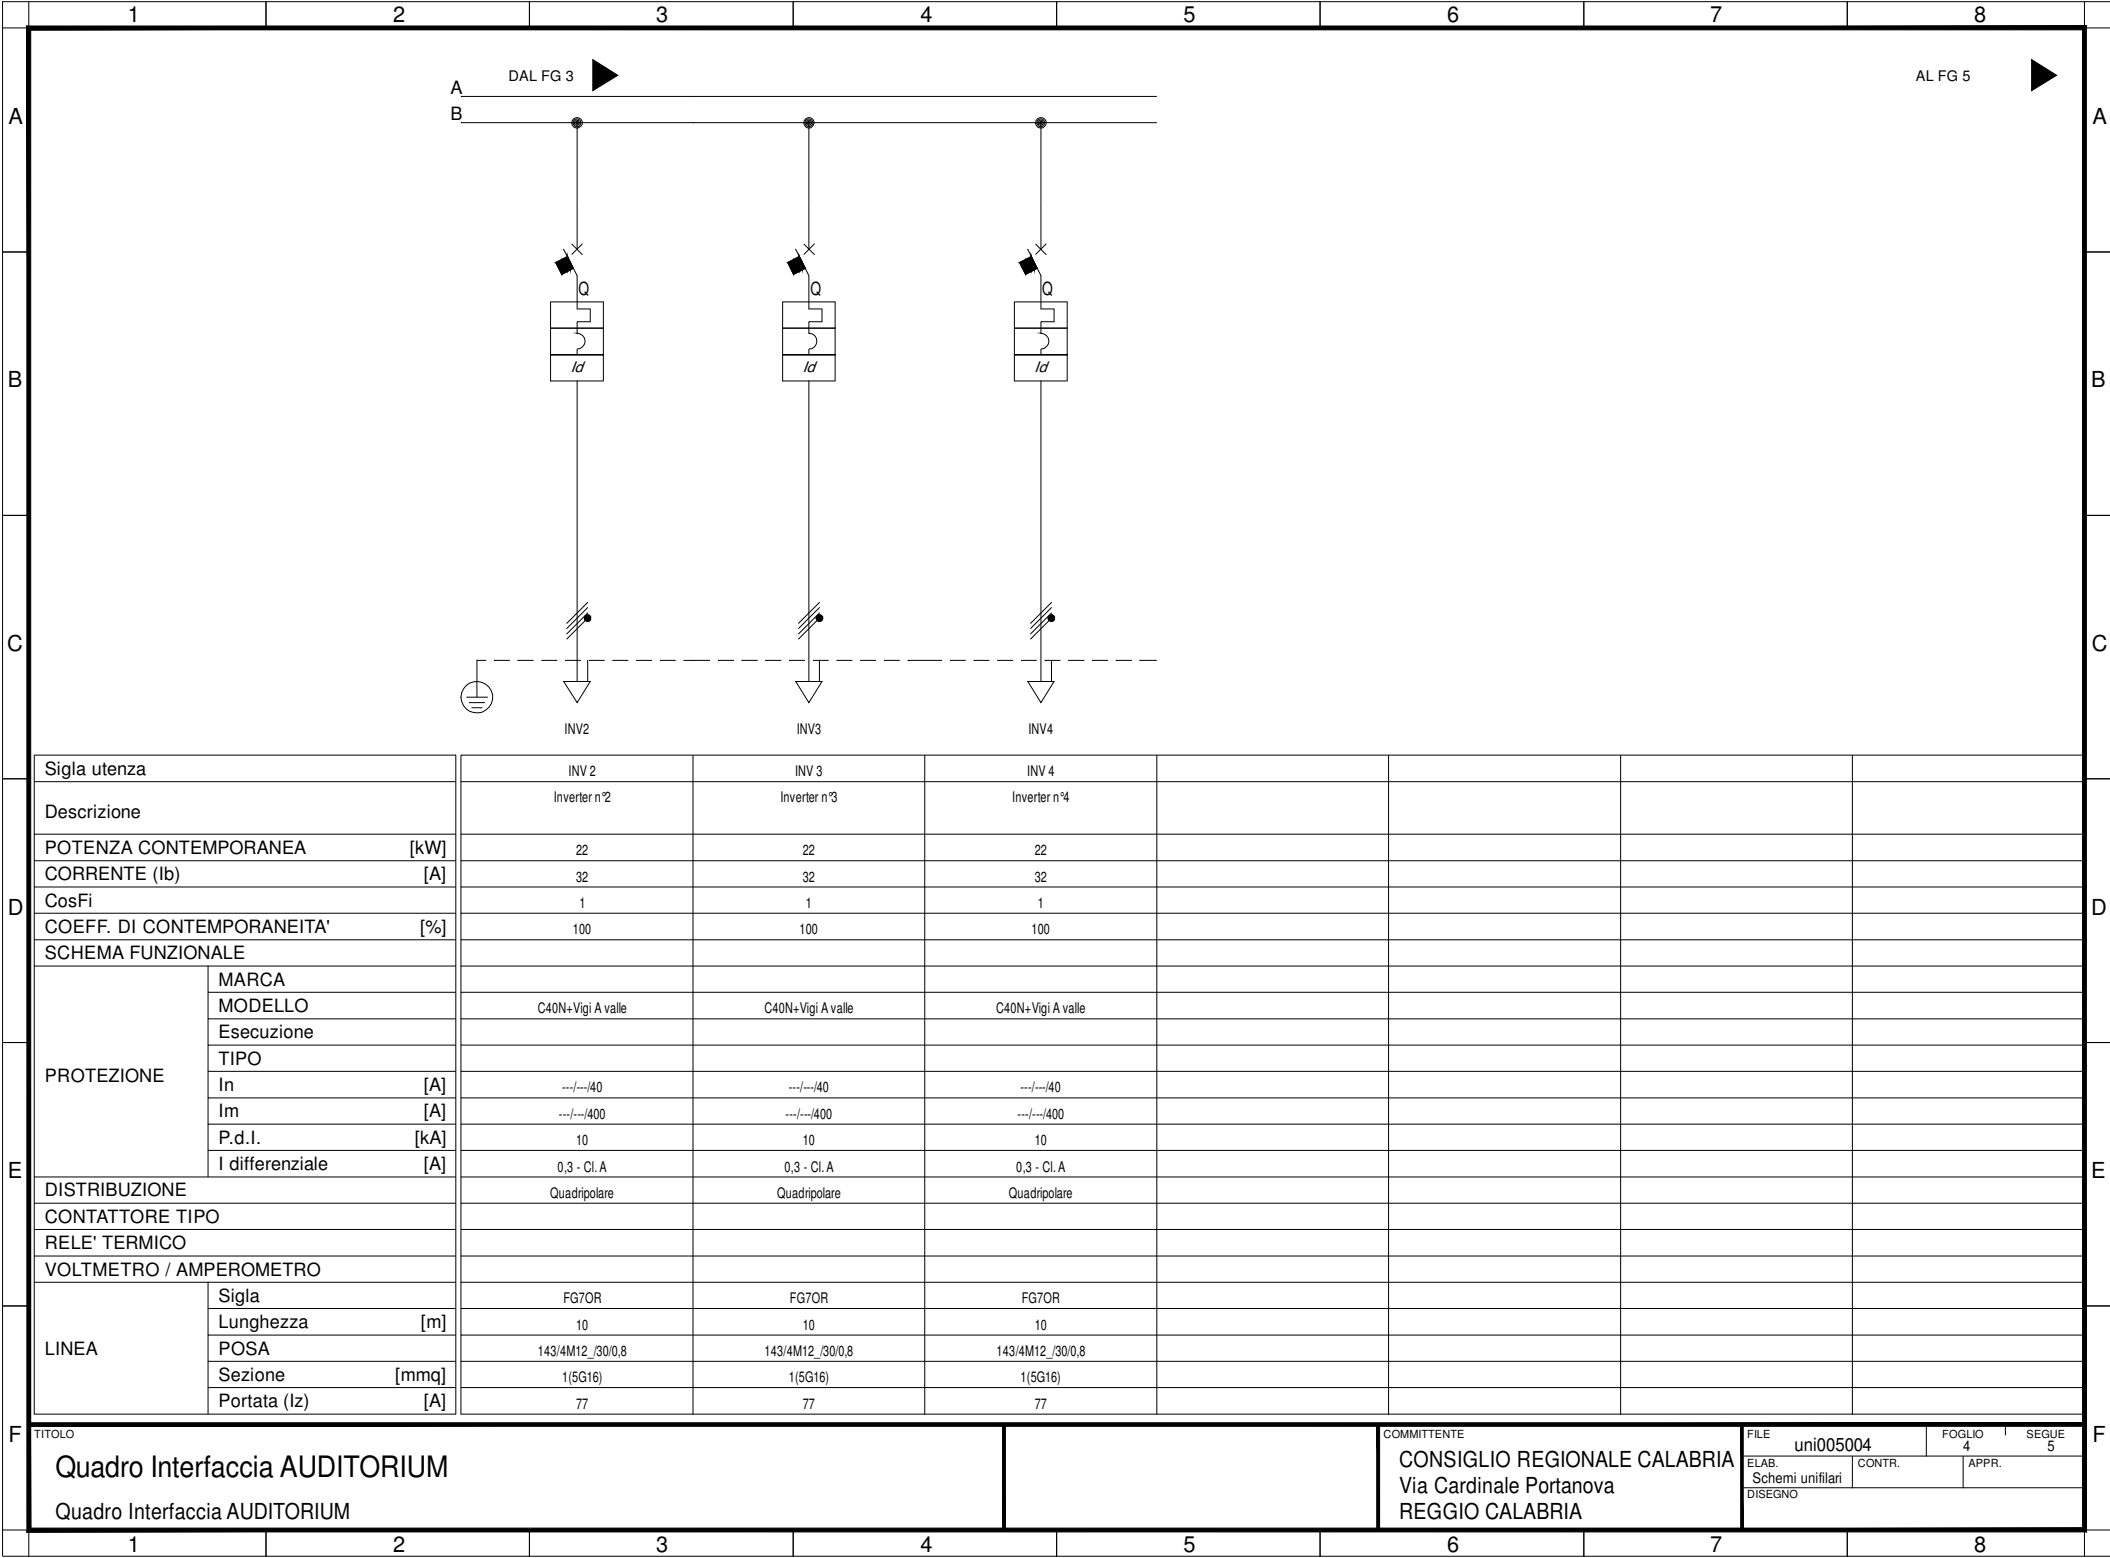 1 2 3 4 5 6 7 8
DAL FG 3
AL FG 5
A
B
A A
Q Q Q
Id Id Id
B B
C C
INV2 INV3 INV4
Sigla utenza INV 2 INV 3 INV 4
Descrizione Inverter n°2 Inverter n°3 Inverter n°4
POTENZA CONTEMPORANEA [kW] 22 22 22
CORRENTE (Ib) [A] 32 32 32
D CosFi 1 1 1 D
COEFF. DI CONTEMPORANEITA' [%] 100 100 100
SCHEMA FUNZIONALE
PROTEZIONE
MARCA
MODELLO C40N+Vigi A valle C40N+Vigi A valle C40N+Vigi A valle
Esecuzione
TIPO
In [A] ---/---/40 ---/---/40 ---/---/40
Im [A] ---/---/400 ---/---/400 ---/---/400
P.d.I. [kA] 10 10 10
E I differenziale [A] 0,3 - Cl. A 0,3 - Cl. A 0,3 - Cl. A E
DISTRIBUZIONE Quadripolare Quadripolare Quadripolare
CONTATTORE TIPO
RELE' TERMICO
VOLTMETRO / AMPEROMETRO
LINEA
Sigla FG7OR FG7OR FG7OR
Lunghezza [m] 10 10 10
POSA 143/4M12_/30/0,8 143/4M12_/30/0,8 143/4M12_/30/0,8
Sezione [mmq] 1(5G16) 1(5G16) 1(5G16)
Portata (Iz) [A] 77 77 77
F F
TITOLO
Quadro Interfaccia AUDITORIUM
Quadro Interfaccia AUDITORIUM
COMMITTENTE
CONSIGLIO REGIONALE CALABRIA
Via Cardinale Portanova
REGGIO CALABRIA
FILE uni005004
FOGLIO 4
SEGUE 5
ELAB. Schemi unifilari
CONTR.
APPR.
DISEGNO
1 2 3 4 5 6 7 8